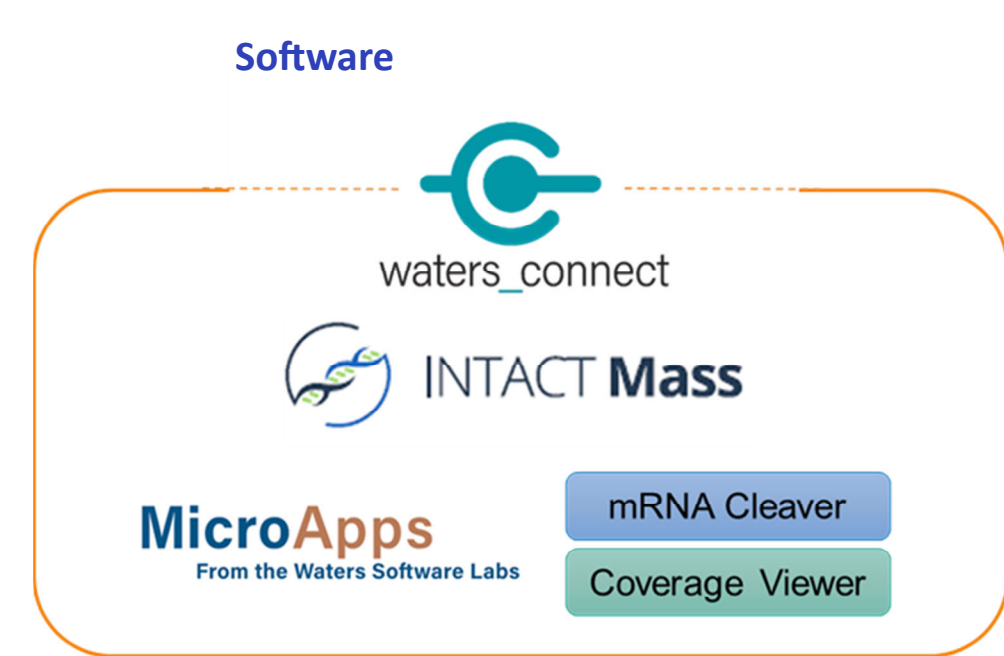 Software
waters_connect
INTACT Mass
MicroApps
From the Waters Software Labs
mRNA Cleaver
Coverage Viewer